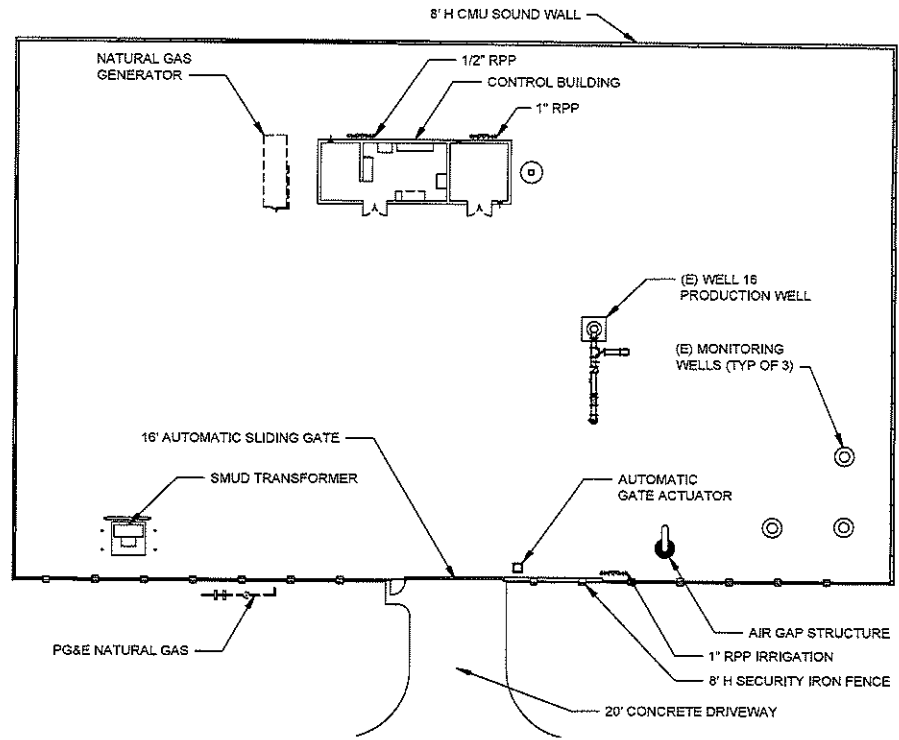 8' H CMU SOUND WALL
NATURAL GAS
GENERATOR
1/2" RPP
CONTROL BUILDING
1" RPP
(E) WELL 16
PRODUCTION WELL
(E) MONITORING
WELLS (TYP OF 3)
16' AUTOMATIC SLIDING GATE
SMUD TRANSFORMER
AUTOMATIC
GATE ACTUATOR
PG&E NATURAL GAS
AIR GAP STRUCTURE
1" RPP IRRIGATION
8' H SECURITY IRON FENCE
20' CONCRETE DRIVEWAY